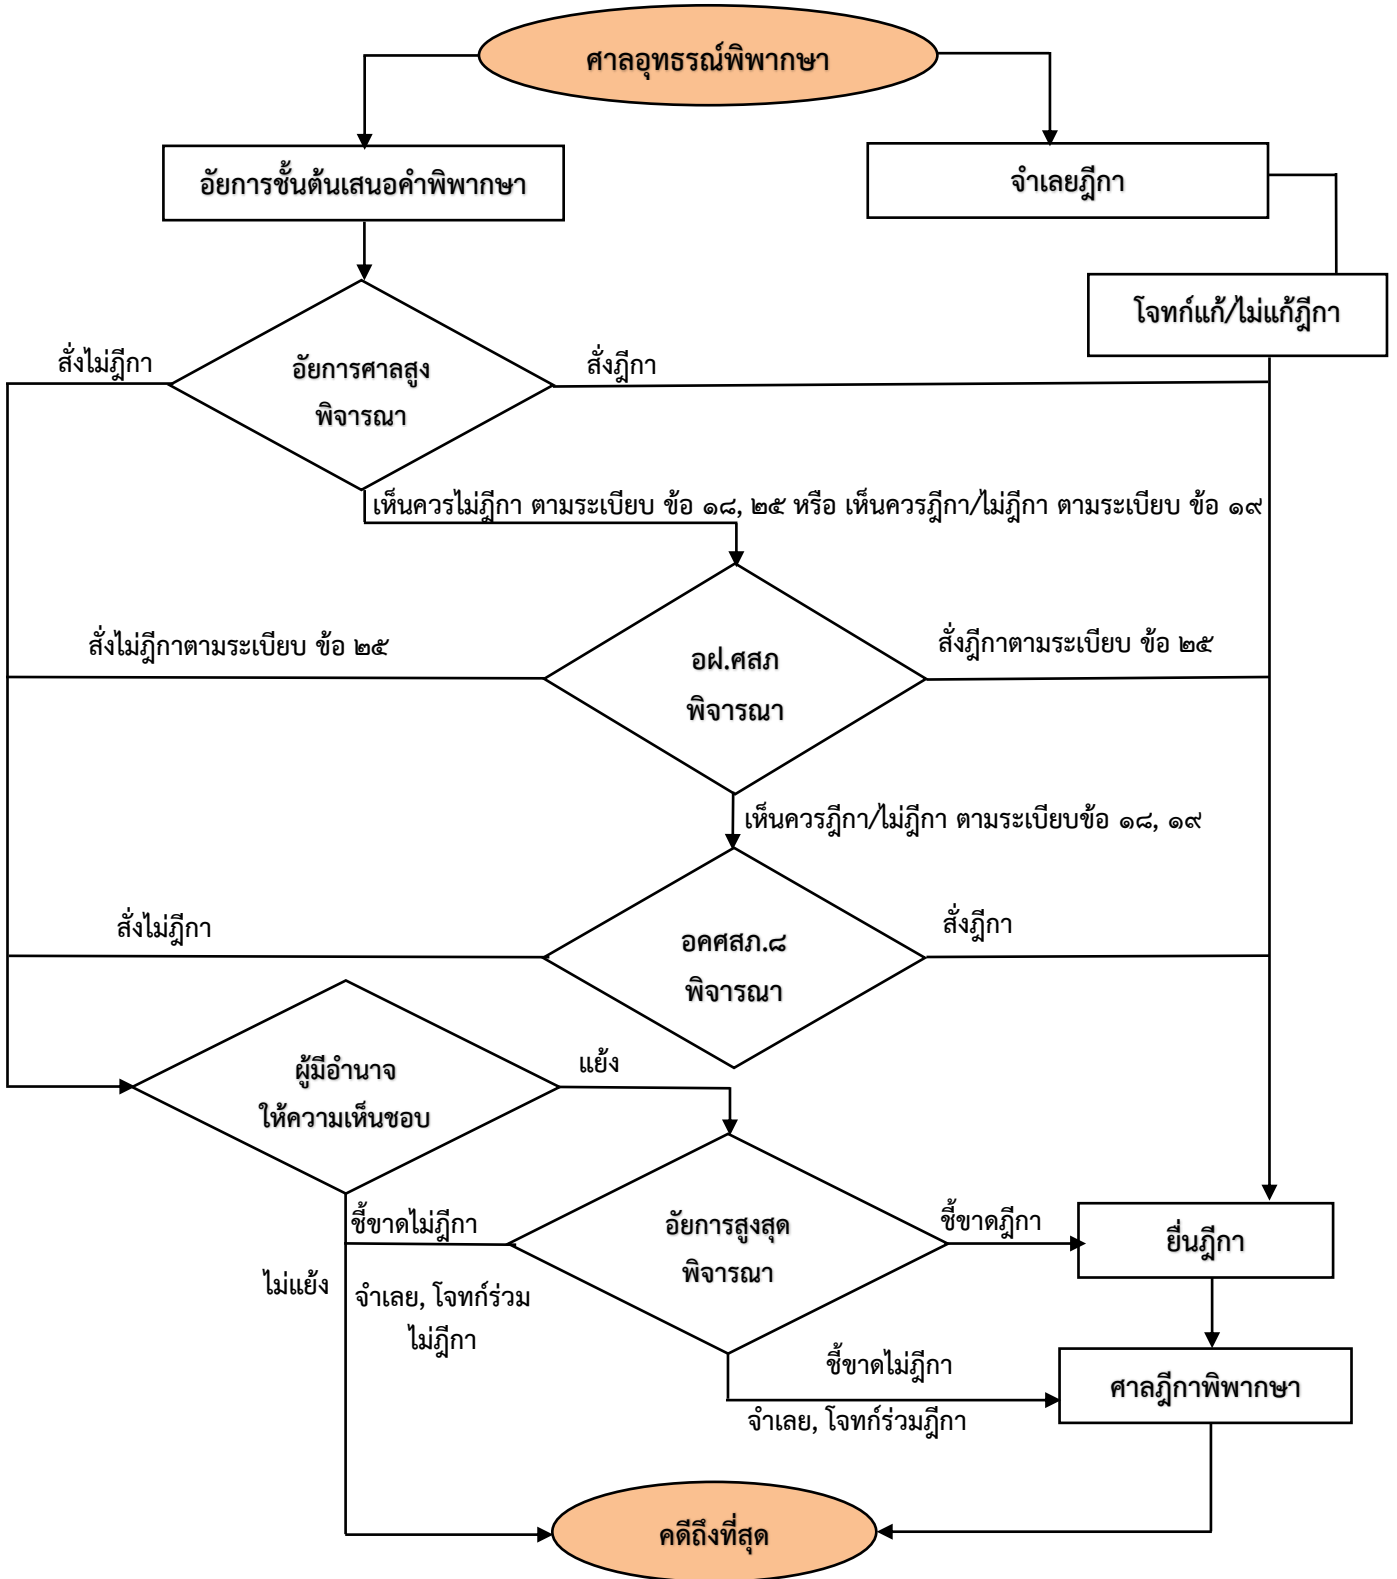 ศาลอุทธรณ์พิพากษา
อัยการชั้นต้นเสนอคำพิพากษา
จำเลยฎีกา
โจทก์แก้/ไม่แก้ฎีกา
สั่งไม่ฎีกา
อัยการศาลสูง
พิจารณา
สั่งฎีกา
เห็นควรไม่ฎีกา ตามระเบียบ ข้อ ๑๘, ๒๕ หรือ เห็นควรฎีกา/ไม่ฎีกา ตามระเบียบ ข้อ ๑๙
สั่งไม่ฎีกาตามระเบียบ ข้อ ๒๕
อฝ.ศสภ
พิจารณา
สั่งฎีกาตามระเบียบ ข้อ ๒๕
เห็นควรฎีกา/ไม่ฎีกา ตามระเบียบข้อ ๑๘, ๑๙
สั่งไม่ฎีกา
อคศสภ.๘
พิจารณา
สั่งฎีกา
ผู้มีอำนาจ
ให้ความเห็นชอบ
แย้ง
ชี้ขาดไม่ฎีกา
อัยการสูงสุด
พิจารณา
ชี้ขาดฎีกา
ยื่นฎีกา
ไม่แย้ง
จำเลย, โจทก์ร่วม
ไม่ฎีกา
ชี้ขาดไม่ฎีกา
จำเลย, โจทก์ร่วมฎีกา
ศาลฎีกาพิพากษา
คดีถึงที่สุด